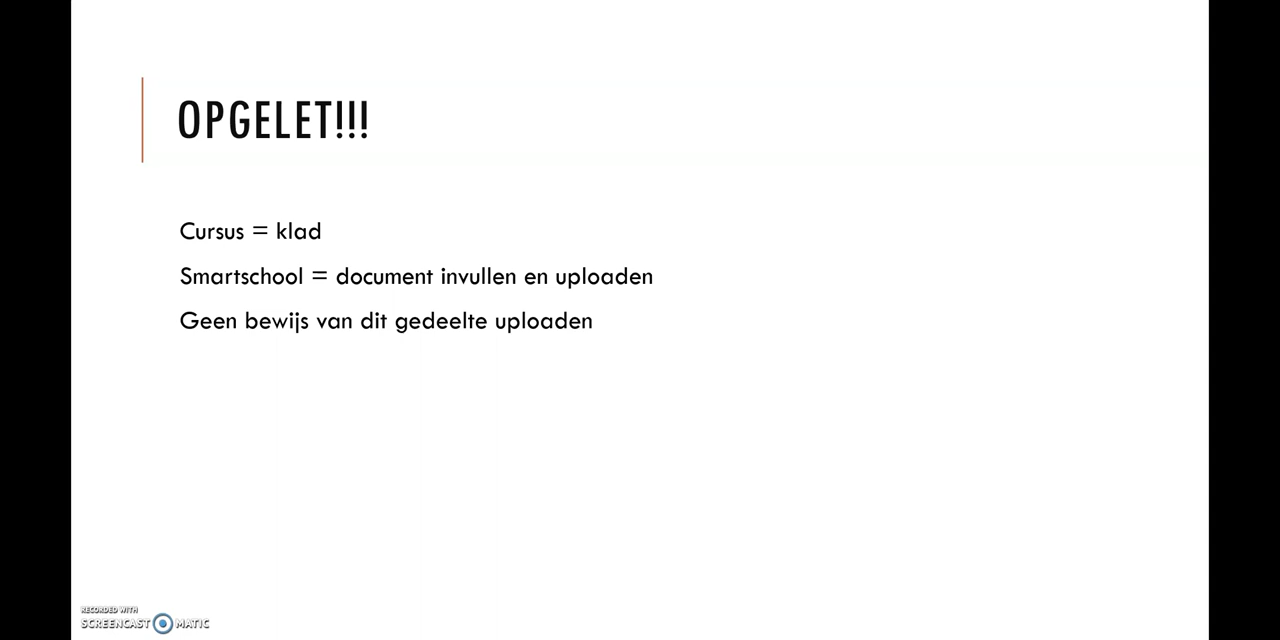 OPGELET!!!
Cursus = klad
Smartschool = document invullen en uploaden
Geen bewijs van dit gedeelte uploaden
RECORDED WITH
SCREENCAST MATIC